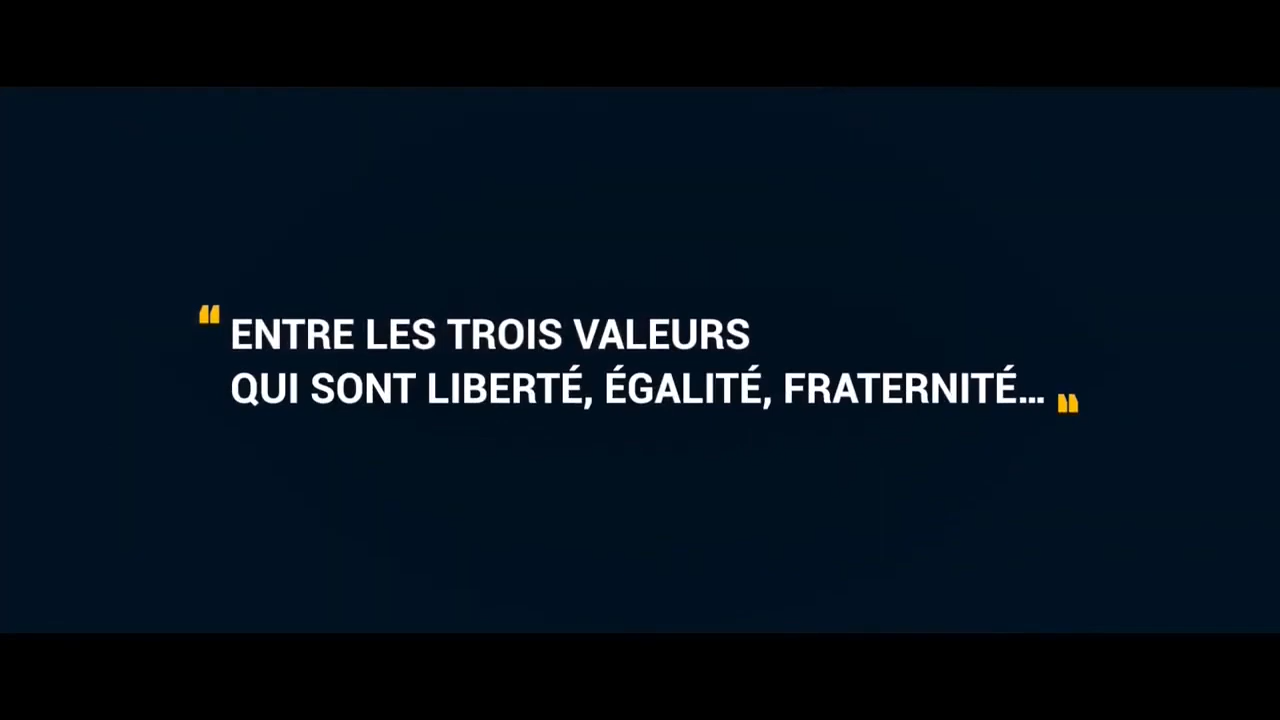 “ ENTRE LES TROIS VALEURS
QUI SONT LIBERTÉ, ÉGALITÉ, FRATERNITÉ... ”